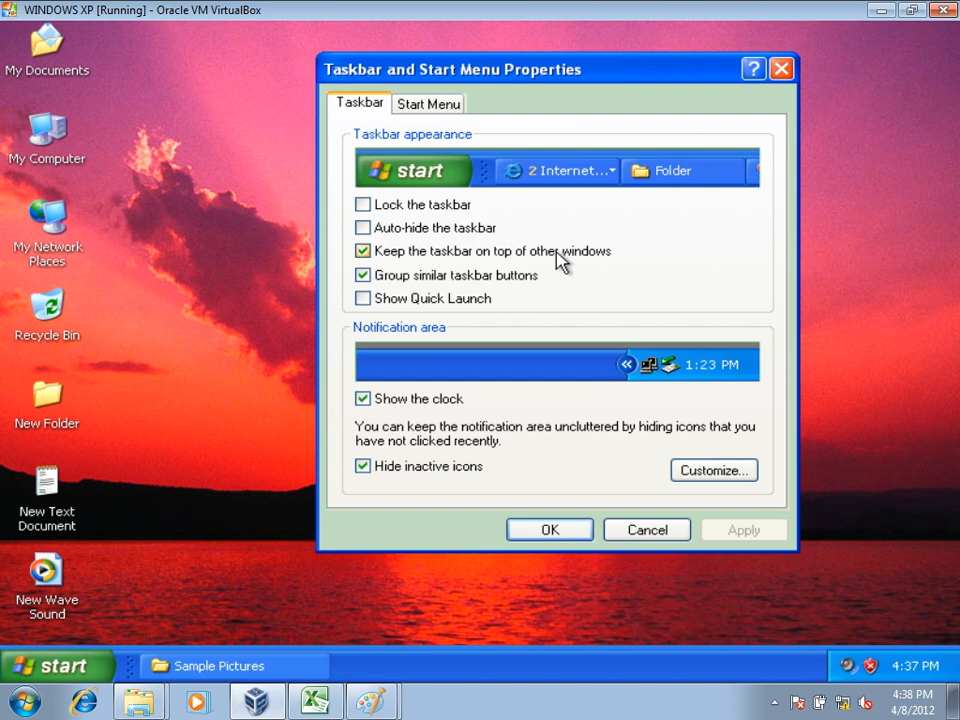 WINDOWS XP [Running] - Oracle VM VirtualBox
My Documents
My Computer
My Network
Places
Recycle Bin
New Folder
New Text
Document
New Wave
Sound
Taskbar and Start Menu Properties
Taskbar
Start Menu
Taskbar appearance
start
2 Internet...
Folder
Lock the taskbar
Auto-hide the taskbar
Keep the taskbar on top of other windows
Group similar taskbar buttons
Show Quick Launch
Notification area
1:23 PM
Show the clock
You can keep the notification area uncluttered by hiding icons that you
have not clicked recently.
Hide inactive icons
Customize...
OK
Cancel
Apply
start
Sample Pictures
4:37 PM
4:38 PM
4/8/2012